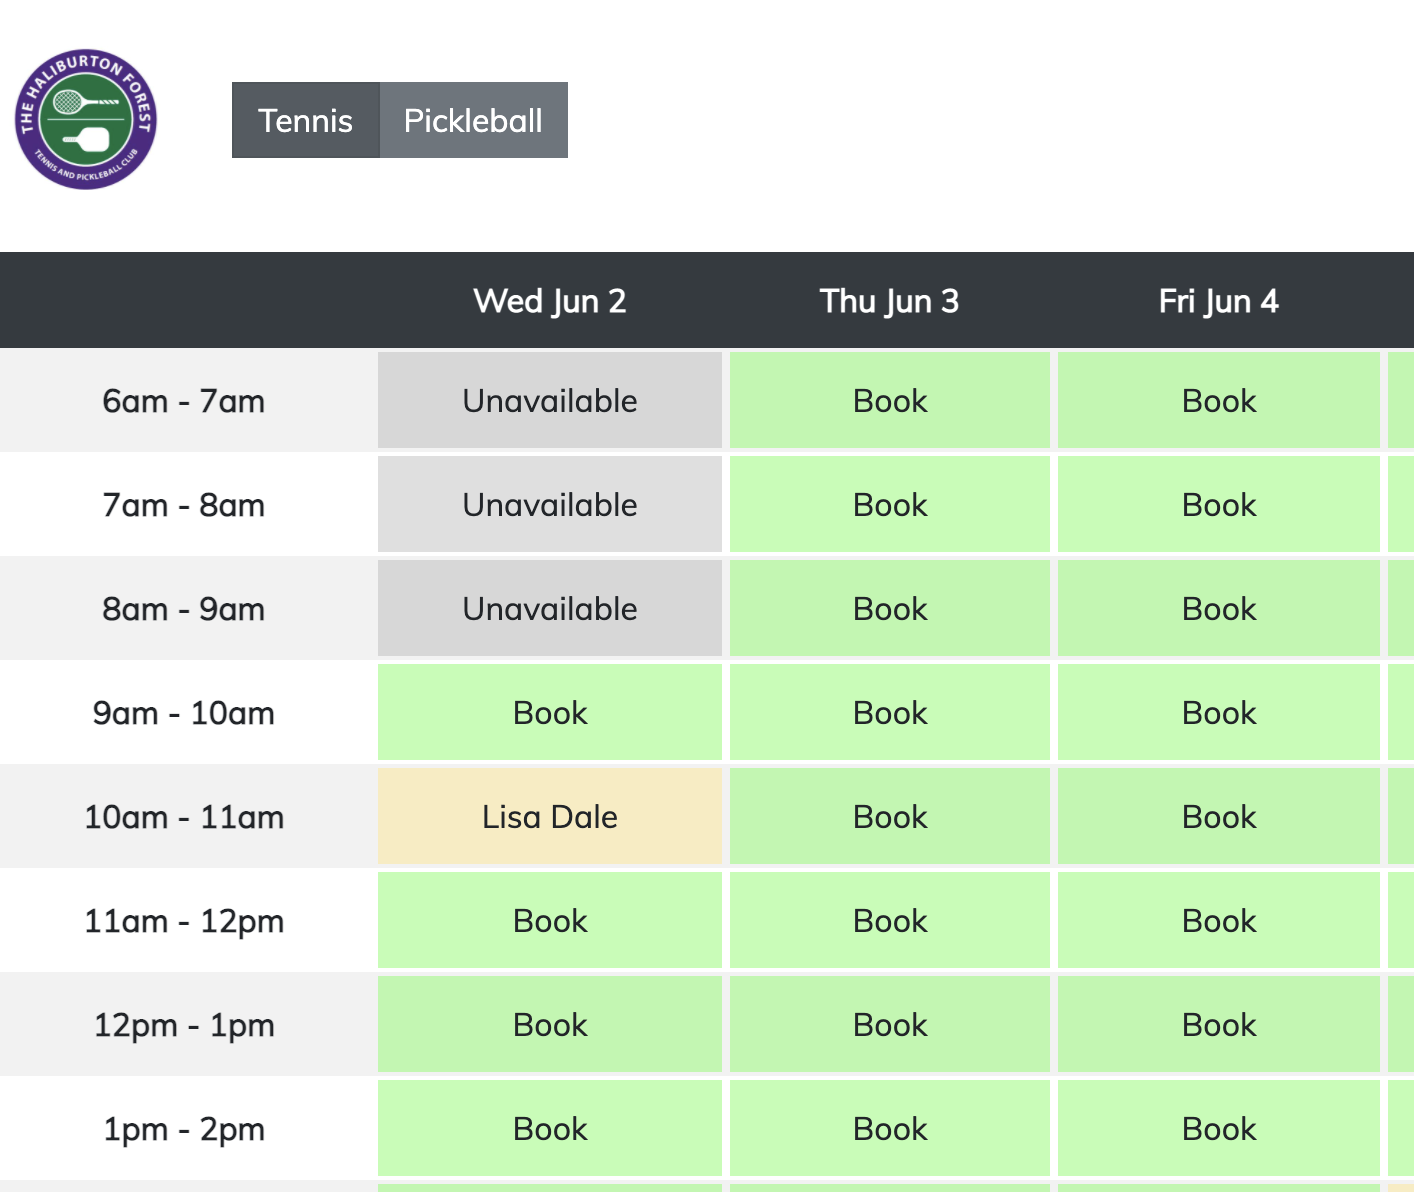 THE HALIBURTON FOREST
TENNIS AND PICKLEBALL CLUB
Tennis Pickleball
Wed Jun 2 Thu Jun 3 Fri Jun 4
6am - 7am Unavailable Book Book
7am - 8am Unavailable Book Book
8am - 9am Unavailable Book Book
9am - 10am Book Book Book
10am - 11am Lisa Dale Book Book
11am - 12pm Book Book Book
12pm - 1pm Book Book Book
1pm - 2pm Book Book Book